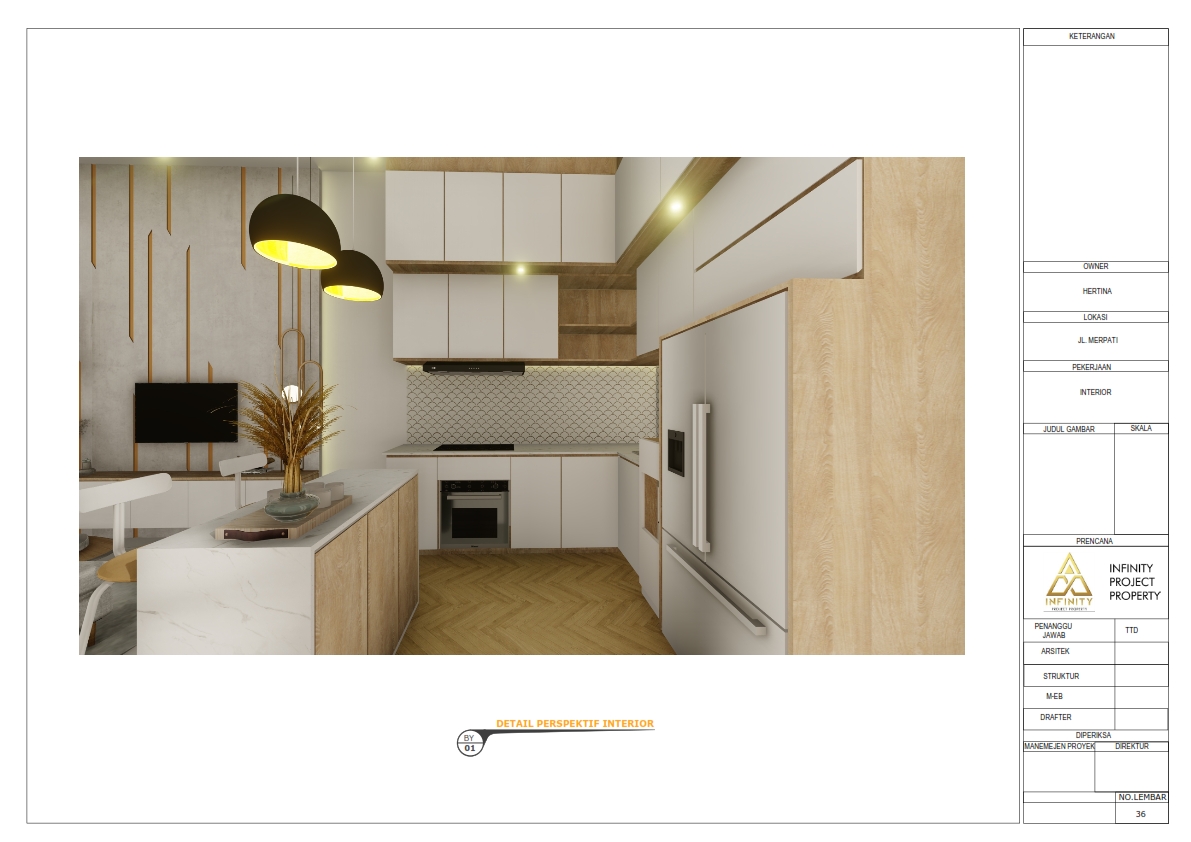 KETERANGAN
OWNER
HERTINA
LOKASI
JL. MERPATI
PEKERJAAN
INTERIOR
JUDUL GAMBAR
SKALA
PRENCANA
INFINITY
PROJECT PROPERTY
INFINITY
PROJECT
PROPERTY
PENANGGU
JAWAB
TTD
ARSITEK
STRUKTUR
M-EB
DRAFTER
DIPERIKSA
MANEMEJEN PROYEK
DIREKTUR
NO.LEMBAR
36
DETAIL PERSPEKTIF INTERIOR
BY
01